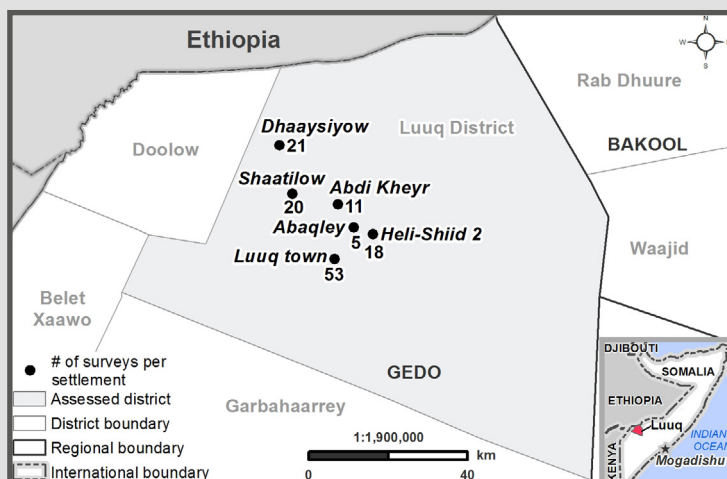 Ethiopia
N
W
S
Rab Dhuure
Dhaaysiyow
21
Luuq District
Doolow
BAKOOL
Shaatilow
20
Abdi Kheyr
11
Abaqley
5
Heli-Shiid 2
18
Luuq town
53
Waajid
Belet
Xaawo
# of surveys per
settlement
Assessed district
District boundary
Regional boundary
International boundary
GEDO
Garbahaarrey
1:1,900,000
km
0
40
DJIBOUTI
SOMALIA
ETHIOPIA
Luuq
INDIAN
OCEAN
KENYA
Mogadishu